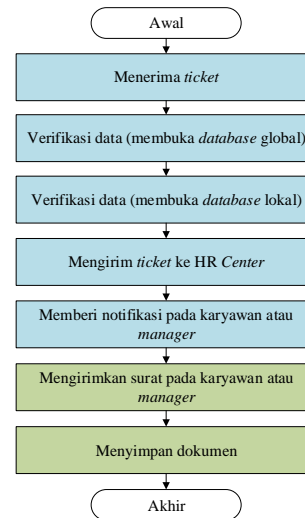 Awal
Menerima ticket
Verifikasi data (membuka database global)
Verifikasi data (membuka database lokal)
Mengirim ticket ke HR Center
Memberi notifikasi pada karyawan atau
manager
Mengirimkan surat pada karyawan atau
manager
Menyimpan dokumen
Akhir